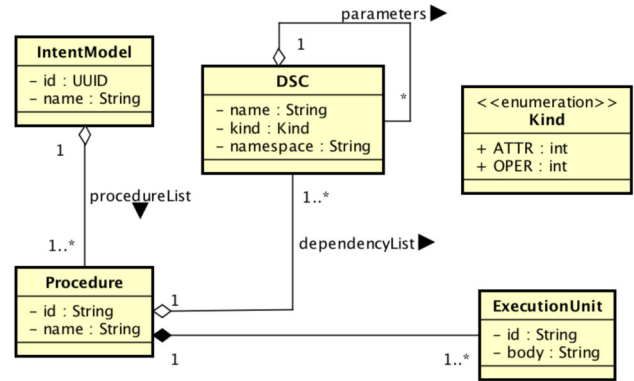 parameters
1
*
IntentModel
- id : UUID
- name : String
1
procedureList
1..*
DSC
- name : String
- kind : Kind
- namespace : String
1..*
dependencyList
<<enumeration>>
Kind
+ ATTR : int
+ OPER : int
Procedure
- id : String
- name : String
1
1
1..*
ExecutionUnit
- id : String
- body : String